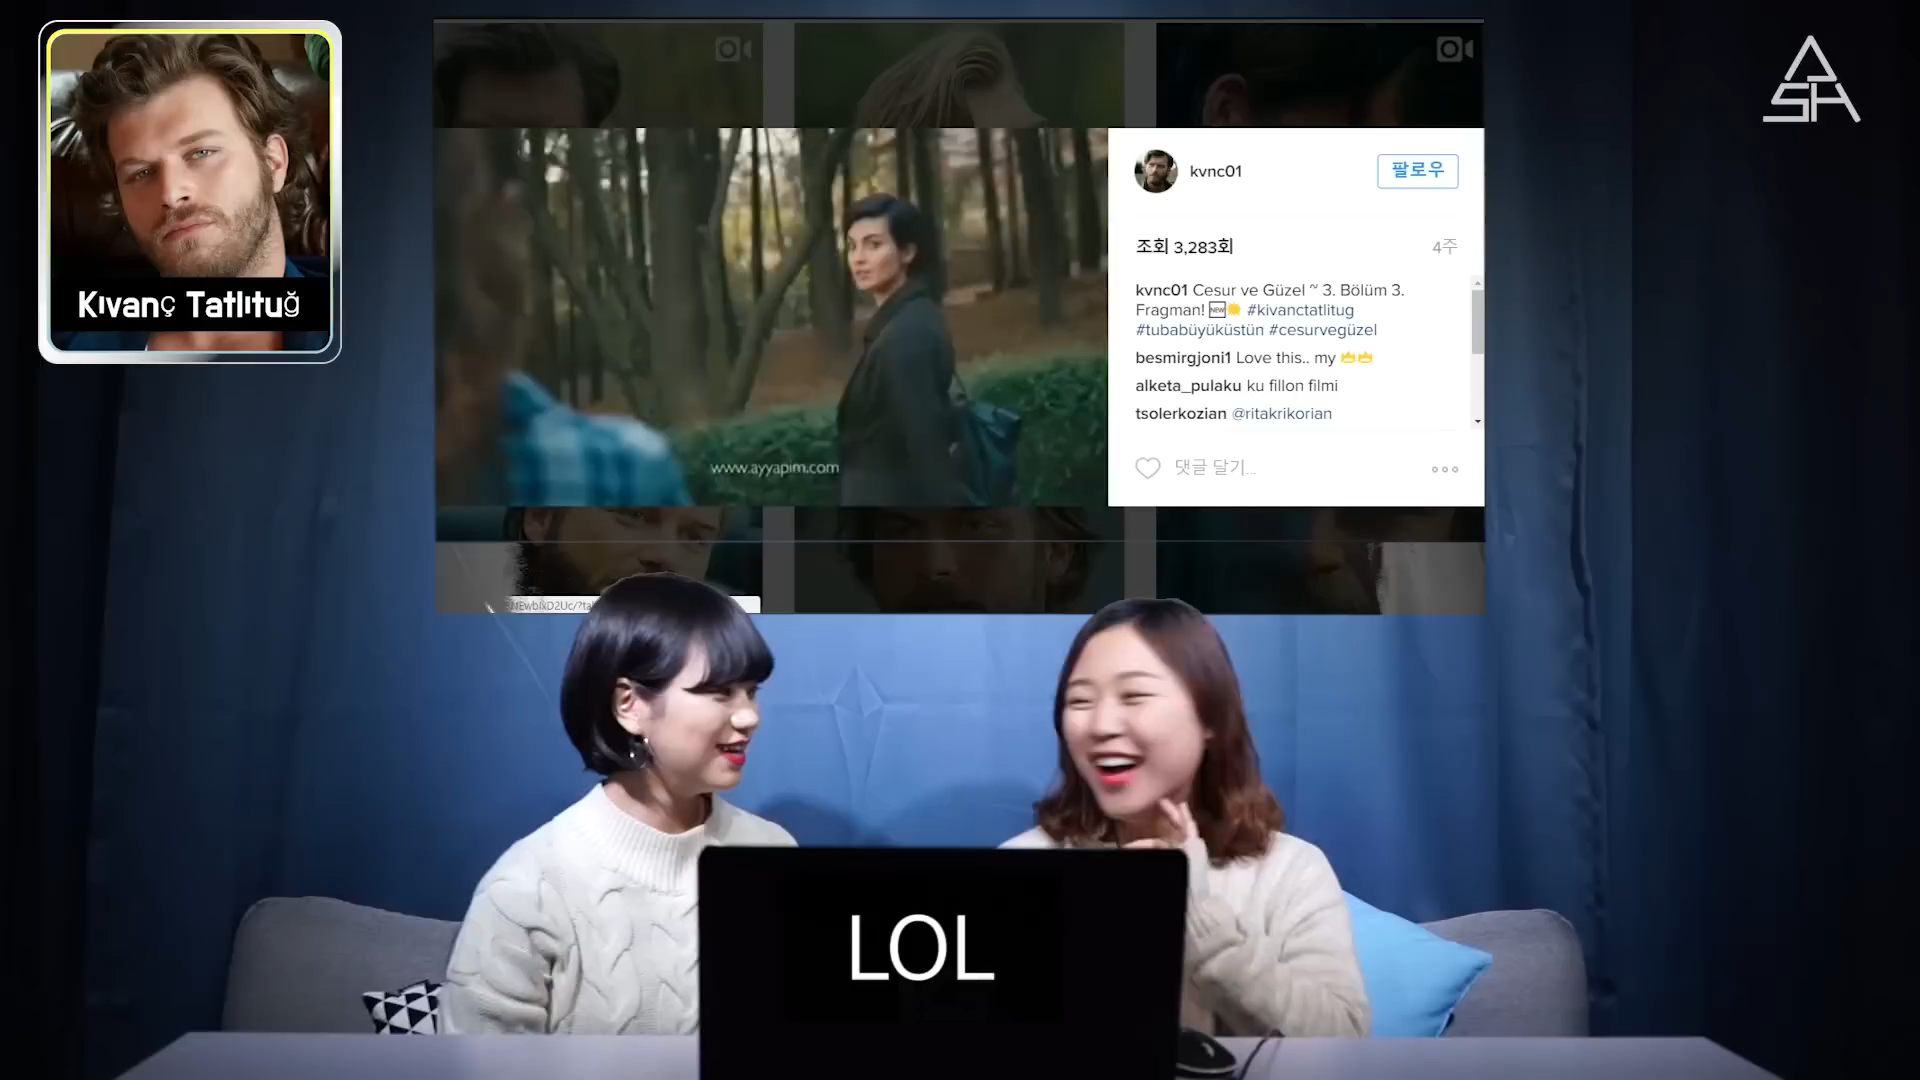 Kıvanç Tatlıtuğ
ASH
kvnc01
팔로우
조회 3,283회
4주
kvnc01 Cesur ve Güzel ~ 3. Bölüm 3.
Fragman! NEW #kivanctatlitug
#tubabüyüküstün #cesurvegüzel
besmirgjoni1 Love this.. my
alketa_pulaku ku fillon filmi
tsolerkozian @ritakrikorian
댓글 달기...
www.ayyapim.com
LOL